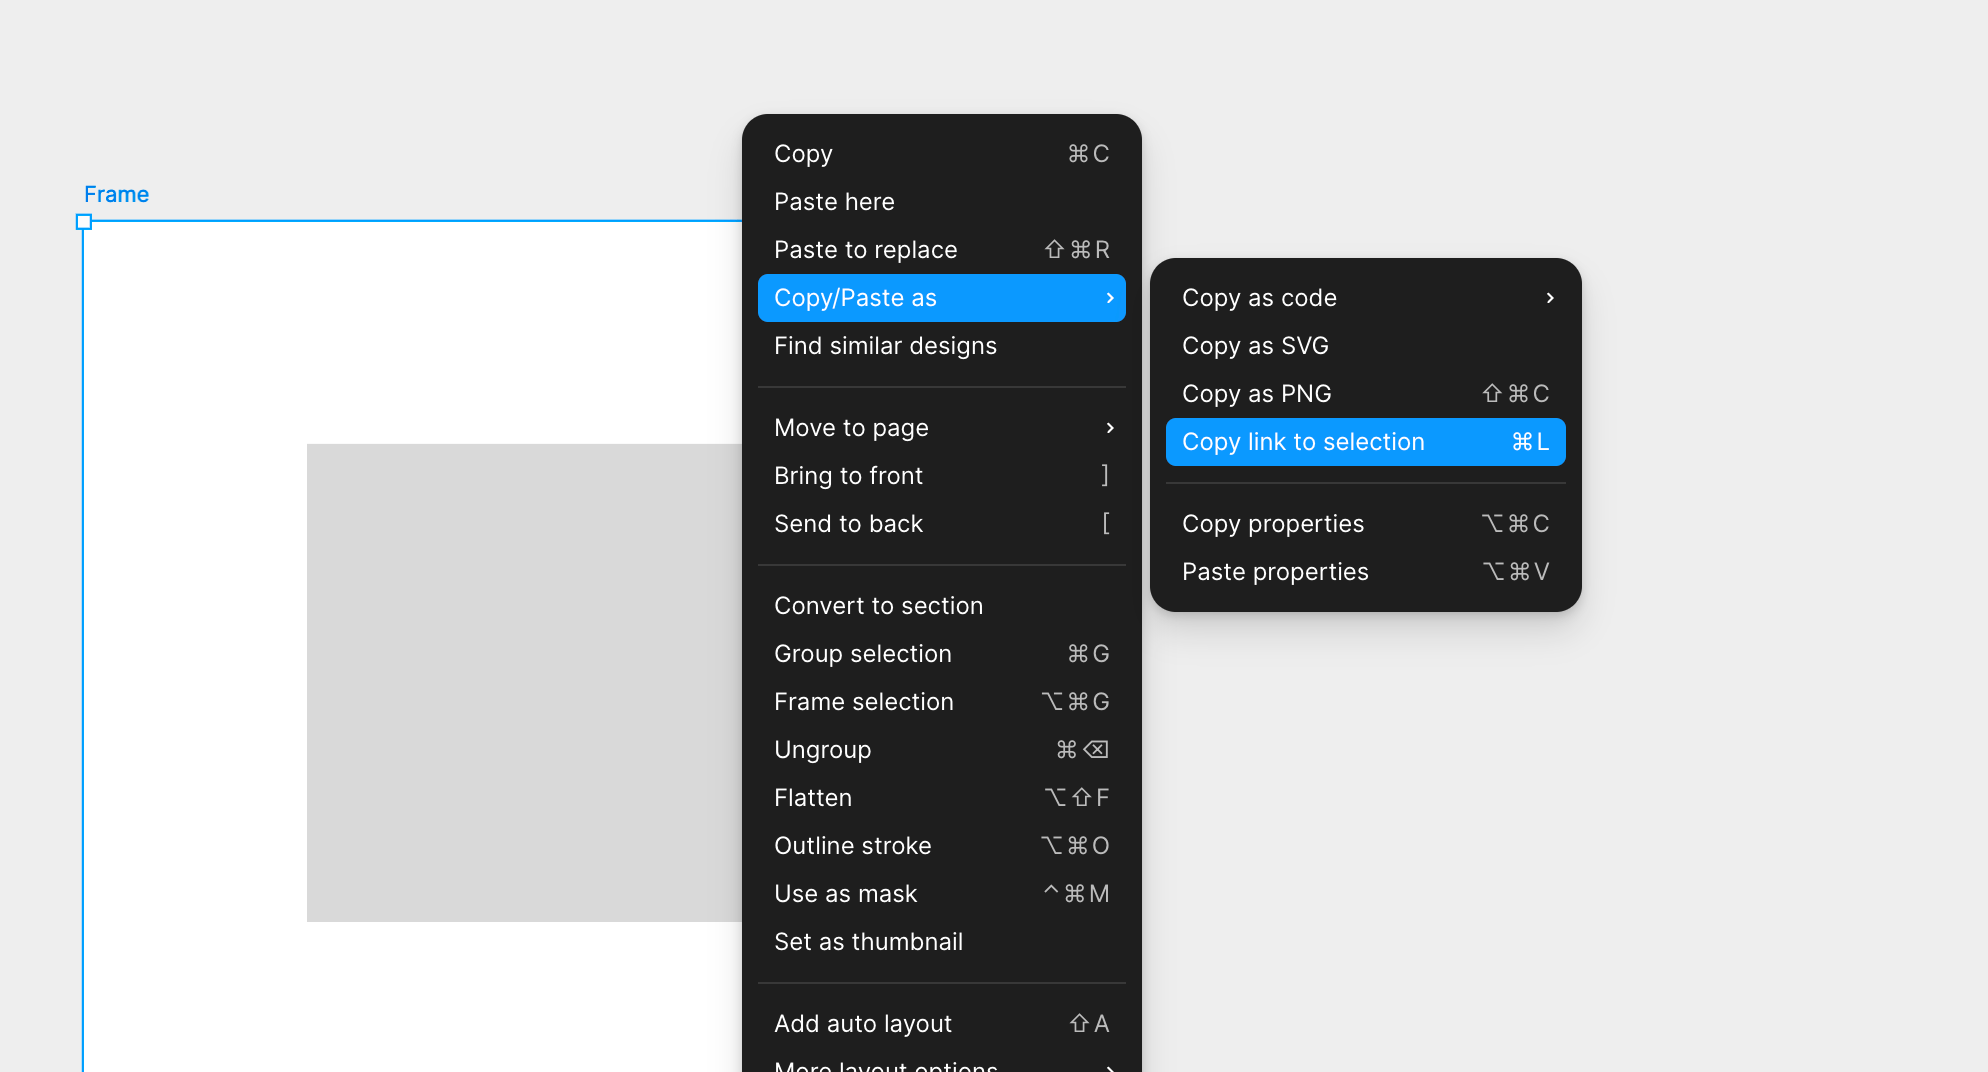 Frame
Copy ⌘C
Paste here
Paste to replace ⇧⌘R
Copy/Paste as
Find similar designs
Move to page
Bring to front ]
Send to back [
Convert to section
Group selection ⌘G
Frame selection ⌥⌘G
Ungroup ⌘⌫
Flatten ⌥⇧F
Outline stroke ⌥⌘O
Use as mask ^⌘M
Set as thumbnail
Add auto layout ⇧A
More layout options
Copy as code
Copy as SVG
Copy as PNG ⇧⌘C
Copy link to selection ⌘L
Copy properties ⌥⌘C
Paste properties ⌥⌘V